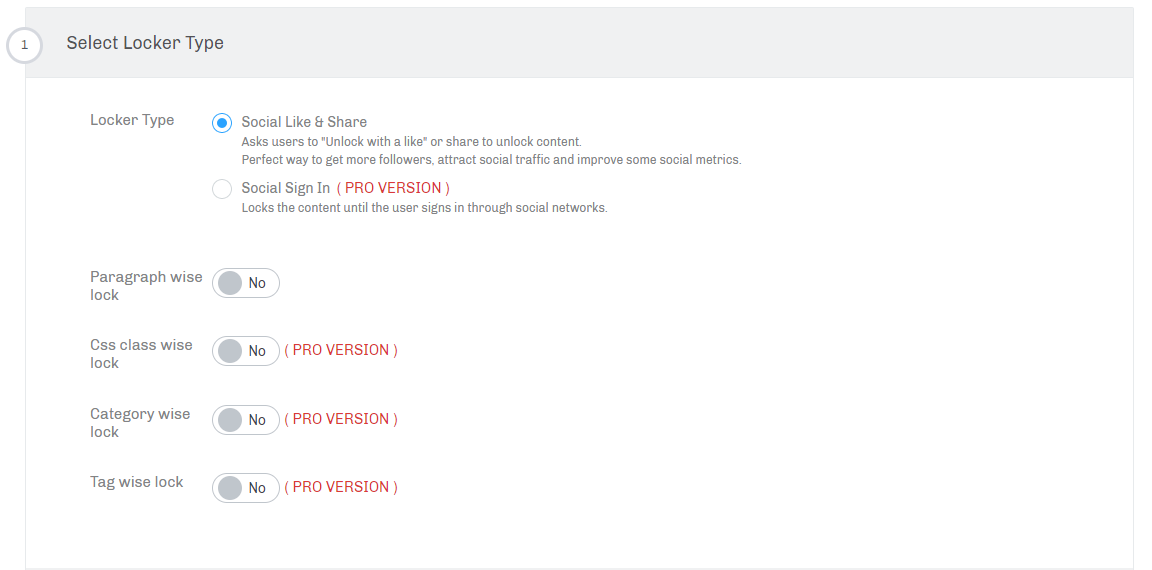 1
Select Locker Type
Locker Type
Social Like & Share
Asks users to "Unlock with a like" or share to unlock content.
Perfect way to get more followers, attract social traffic and improve some social metrics.
Social Sign In ( PRO VERSION )
Locks the content until the user signs in through social networks.
Paragraph wise
lock
No
Css class wise
lock
No ( PRO VERSION )
Category wise
lock
No ( PRO VERSION )
Tag wise lock
No ( PRO VERSION )